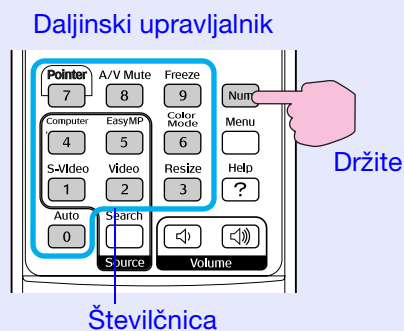 Daljinski upravljalnik
Pointer A/V Mute Freeze
7 8 9 Num
Computer EasyMP Color Mode Menu
4 5 6
S-Video Video Resize Help
1 2 3 ?
Auto Search
0
Source Volume
Držite
Številčnica